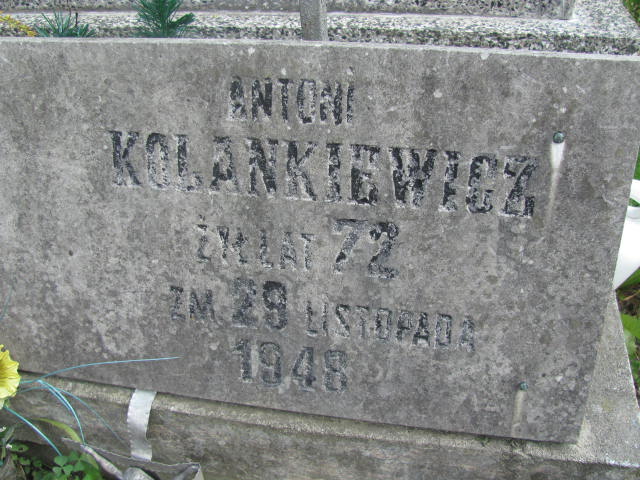 ANTONI
KOLANKIEWICZ
ŻYŁ LAT 72
ZM. 29 LISTOPADA
1948